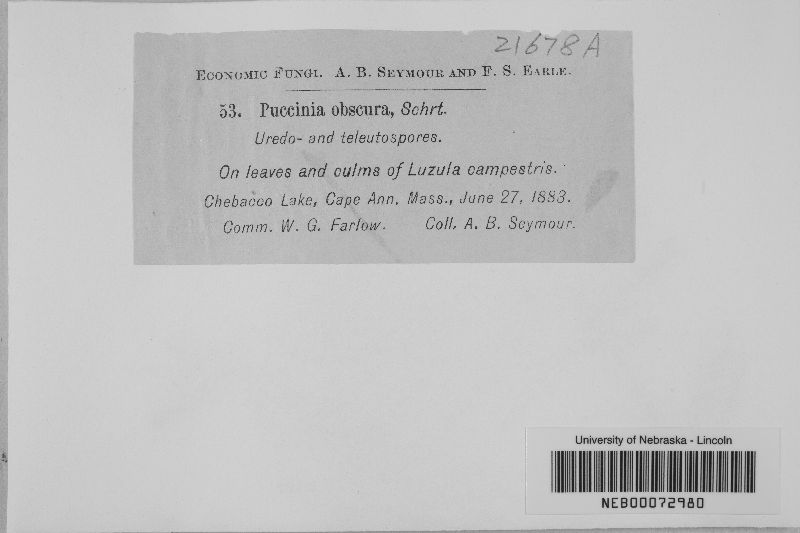 21678A
ECONOMIC FUNGI. A. B. SEYMOUR AND F. S. EARLE.
53. Puccinia obscura, Schrt.
Uredo- and teleutospores.
On leaves and culms of Luzula campestris.
Chebacco Lake, Cape Ann, Mass., June 27, 1883.
Comm. W. G. Farlow. Coll. A. B. Seymour.
University of Nebraska - Lincoln
NEB00072980